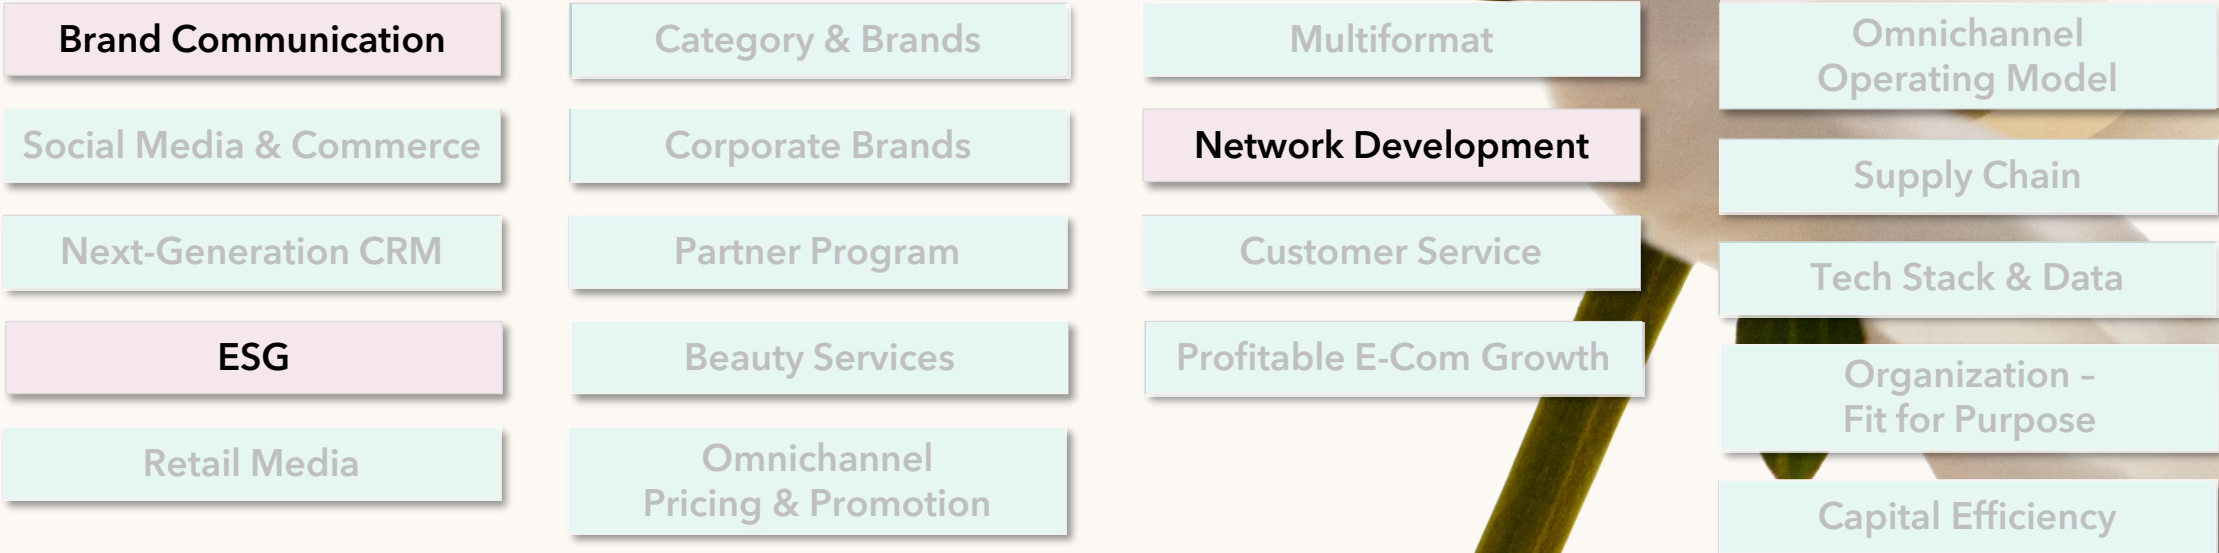 Brand Communication
Social Media & Commerce
Next-Generation CRM
ESG
Retail Media
Category & Brands
Corporate Brands
Partner Program
Beauty Services
Omnichannel
Pricing & Promotion
Multiformat
Network Development
Customer Service
Profitable E-Com Growth
Omnichannel
Operating Model
Supply Chain
Tech Stack & Data
Organization –
Fit for Purpose
Capital Efficiency